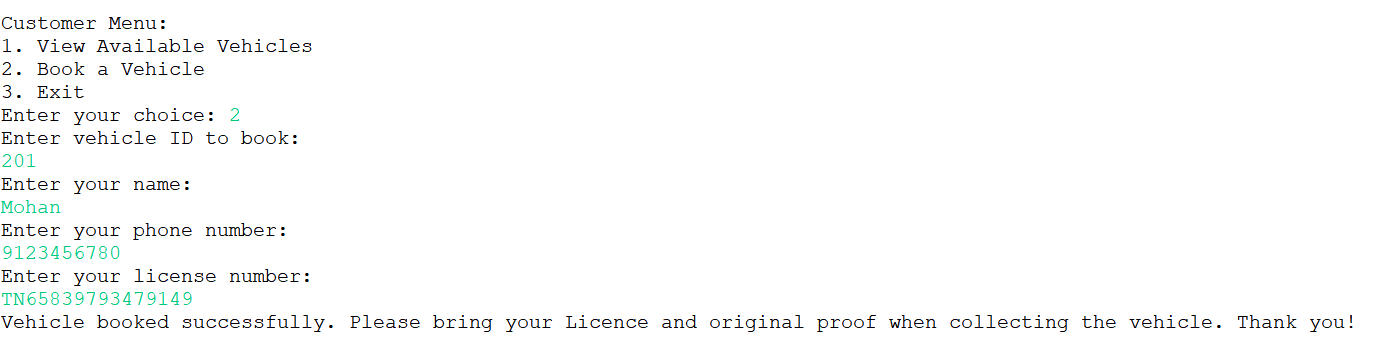 Customer Menu:
1. View Available Vehicles
2. Book a Vehicle
3. Exit
Enter your choice: 2
Enter vehicle ID to book:
201
Enter your name:
Mohan
Enter your phone number:
9123456780
Enter your license number:
TN65839793479149
Vehicle booked successfully. Please bring your Licence and original proof when collecting the vehicle. Thank you!